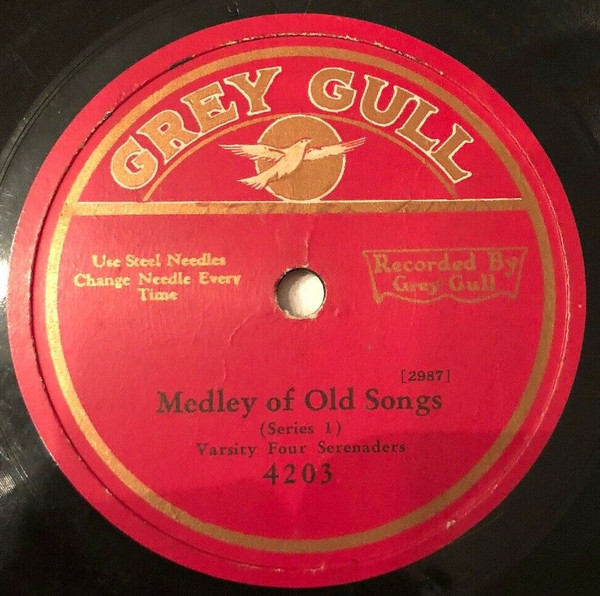 GREY GULL
Use Steel Needles
Change Needle Every
Time
Recorded By
Grey Gull
[2987]
Medley of Old Songs
(Series 1)
Varsity Four Serenaders
4203